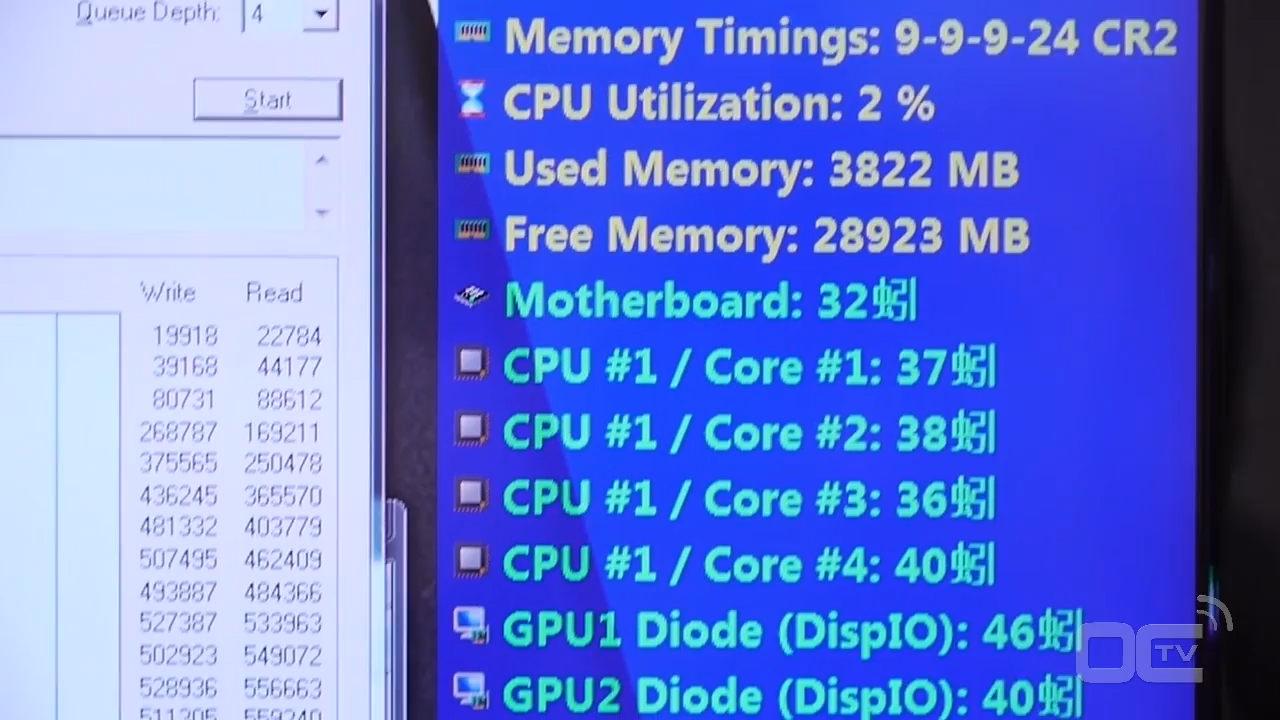 Queue Depth: 4
Start
Write Read
19918 22784
39168 44177
80731 88612
268787 169211
375565 250478
436245 365570
481332 403779
507495 462409
493887 484366
527387 533963
502923 549072
528936 556663
511205 559240
Memory Timings: 9-9-9-24 CR2
CPU Utilization: 2 %
Used Memory: 3822 MB
Free Memory: 28923 MB
Motherboard: 32蚓
CPU #1 / Core #1: 37蚓
CPU #1 / Core #2: 38蚓
CPU #1 / Core #3: 36蚓
CPU #1 / Core #4: 40蚓
GPU1 Diode (DispIO): 46蚓
GPU2 Diode (DispIO): 40蚓
OC TV